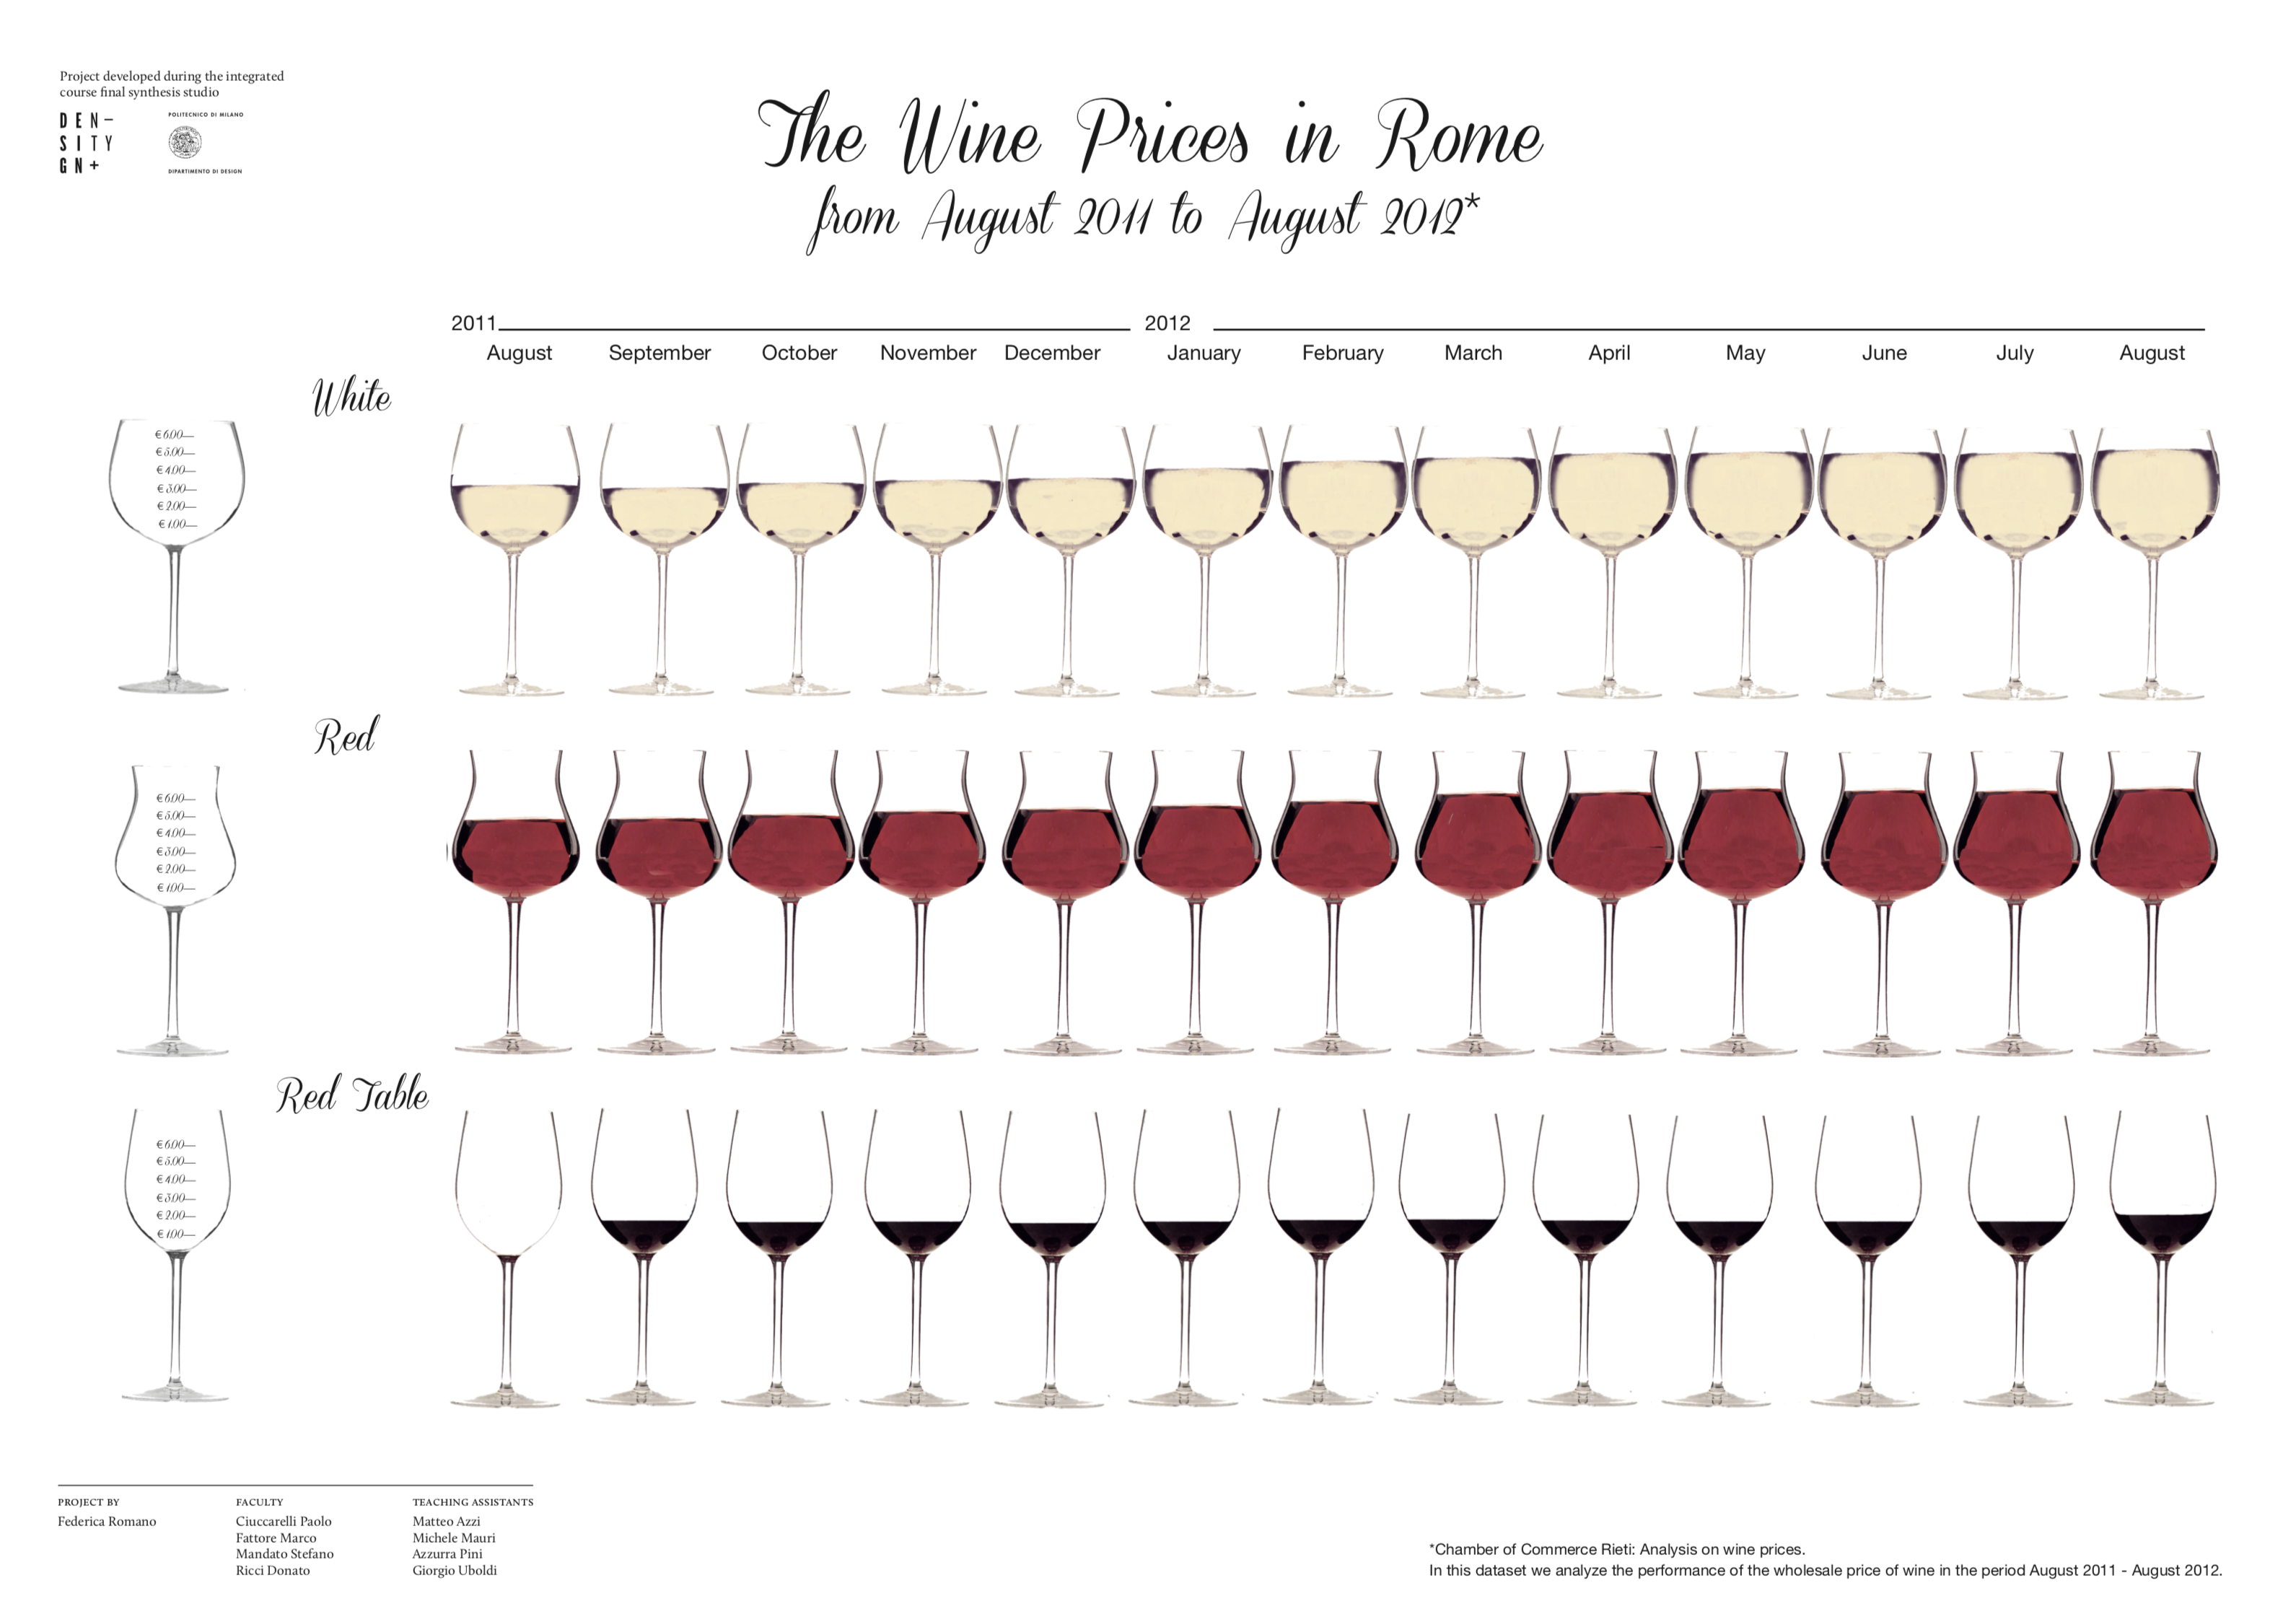 Project developed during the integrated
course final synthesis studio
DEN–
SITY
GN+
POLITECNICO DI MILANO
DIPARTIMENTO DI DESIGN
The Wine Prices in Rome
from August 2011 to August 2012*
2011 2012
August September October November December January February March April May June July August
White
€ 6.00
€ 5.00
€ 4.00
€ 3.00
€ 2.00
€ 1.00
Red
€ 6.00
€ 5.00
€ 4.00
€ 3.00
€ 2.00
€ 1.00
Red Table
€ 6.00
€ 5.00
€ 4.00
€ 3.00
€ 2.00
€ 1.00
PROJECT BY
Federica Romano
FACULTY
Ciuccarelli Paolo
Fattore Marco
Mandato Stefano
Ricci Donato
TEACHING ASSISTANTS
Matteo Azzi
Michele Mauri
Azzurra Pini
Giorgio Uboldi
*Chamber of Commerce Rieti: Analysis on wine prices.
In this dataset we analyze the performance of the wholesale price of wine in the period August 2011 - August 2012.